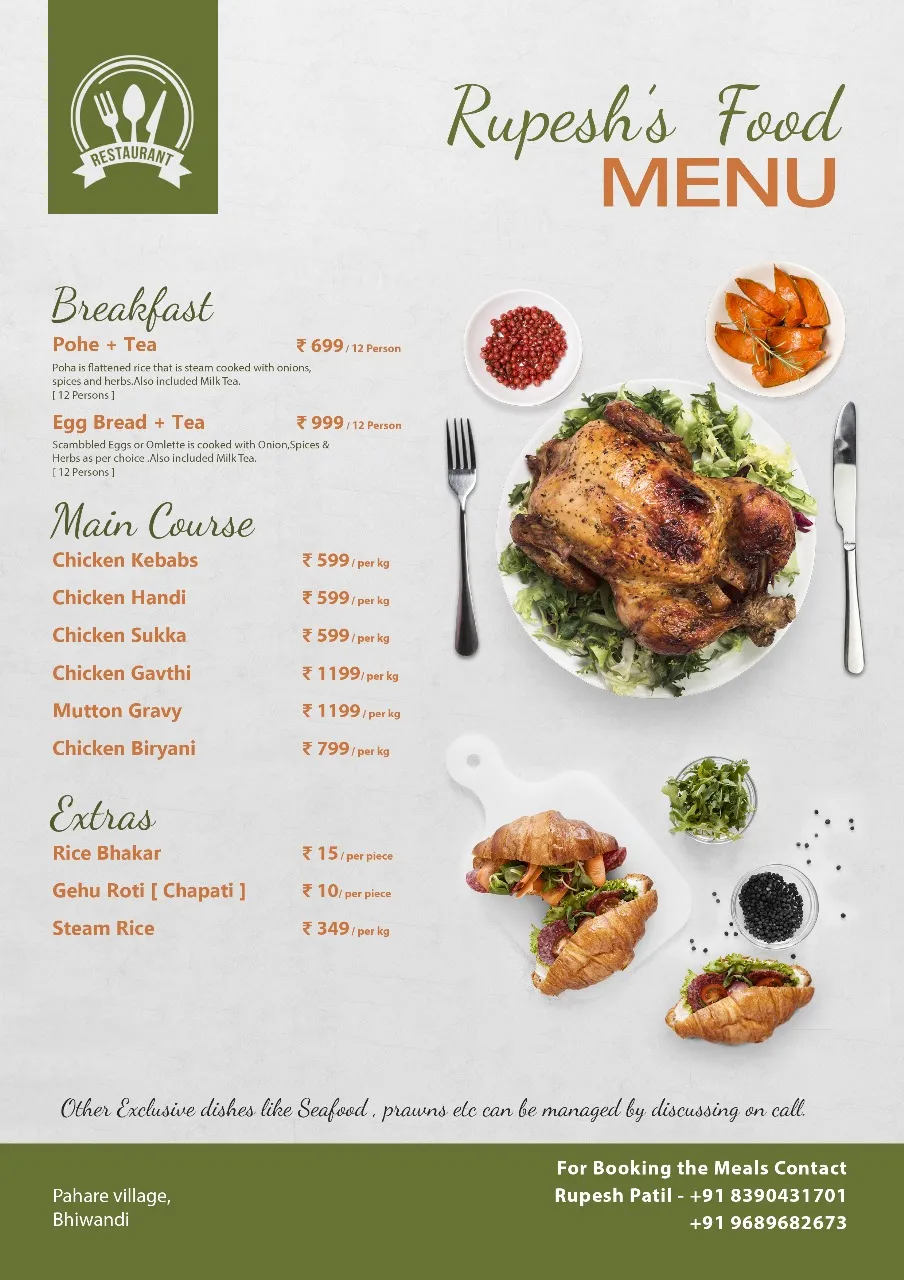 RESTAURANT
Rupesh's Food
MENU
Breakfast
Pohe + Tea ₹ 699 / 12 Person
Poha is flattened rice that is steam cooked with onions,
spices and herbs.Also included Milk Tea.
[ 12 Persons ]
Egg Bread + Tea ₹ 999 / 12 Person
Scambbled Eggs or Omlette is cooked with Onion,Spices &
Herbs as per choice .Also included Milk Tea.
[ 12 Persons ]
Main Course
Chicken Kebabs ₹ 599 / per kg
Chicken Handi ₹ 599 / per kg
Chicken Sukka ₹ 599 / per kg
Chicken Gavthi ₹ 1199/ per kg
Mutton Gravy ₹ 1199 / per kg
Chicken Biryani ₹ 799 / per kg
Extras
Rice Bhakar ₹ 15 / per piece
Gehu Roti [ Chapati ] ₹ 10/ per piece
Steam Rice ₹ 349 / per kg
Other Exclusive dishes like Seafood , prawns etc can be managed by discussing on call.
For Booking the Meals Contact
Rupesh Patil - +91 8390431701
+91 9689682673
Pahare village,
Bhiwandi